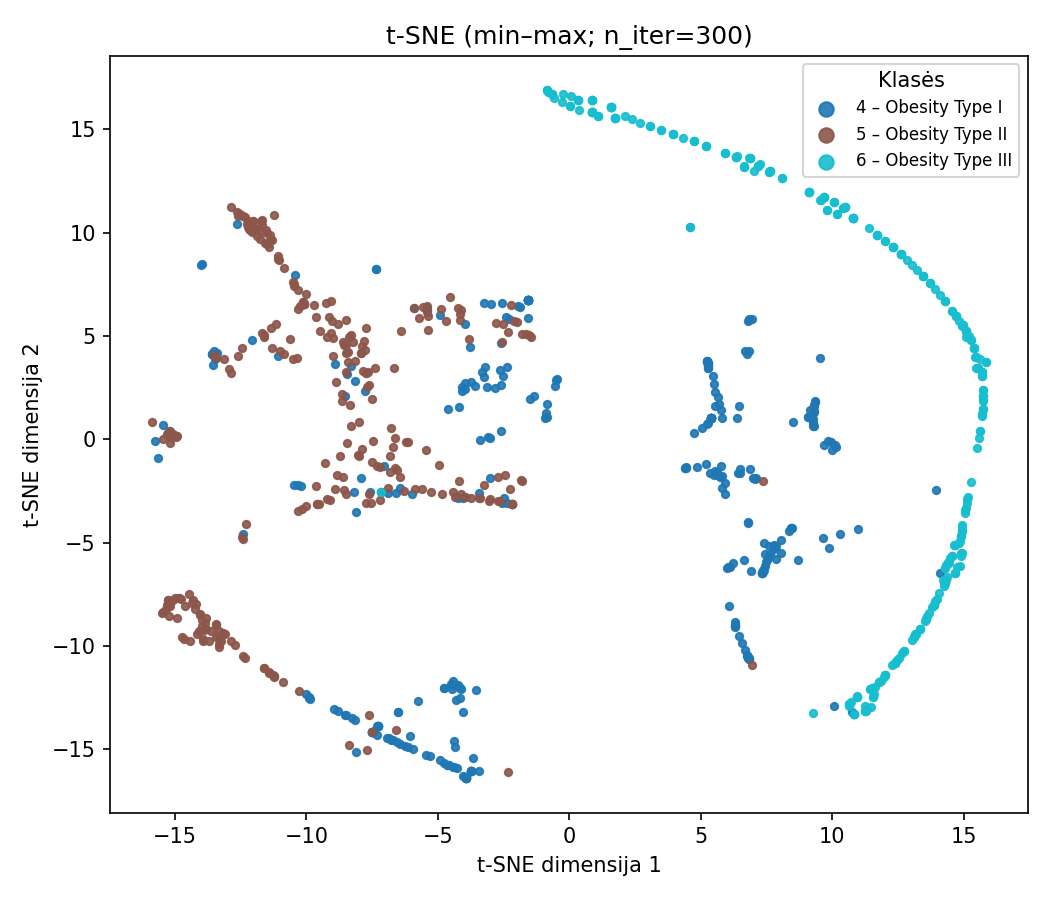 t-SNE (min–max; n_iter=300)
Klasės
4 – Obesity Type I
5 – Obesity Type II
6 – Obesity Type III
15
10
5
0
−5
−10
−15
t-SNE dimensija 2
−15
−10
−5
0
5
10
15
t-SNE dimensija 1